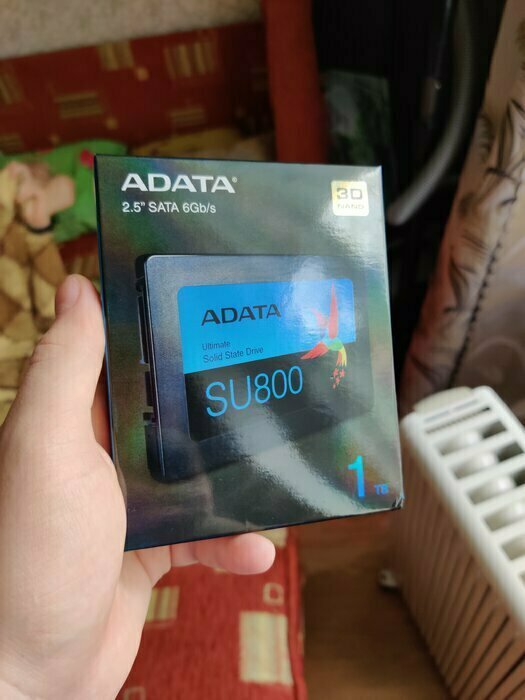 ADATA®
2.5" SATA 6Gb/s
3D
NAND
ADATA
Ultimate
Solid State Drive
SU800
1 TB